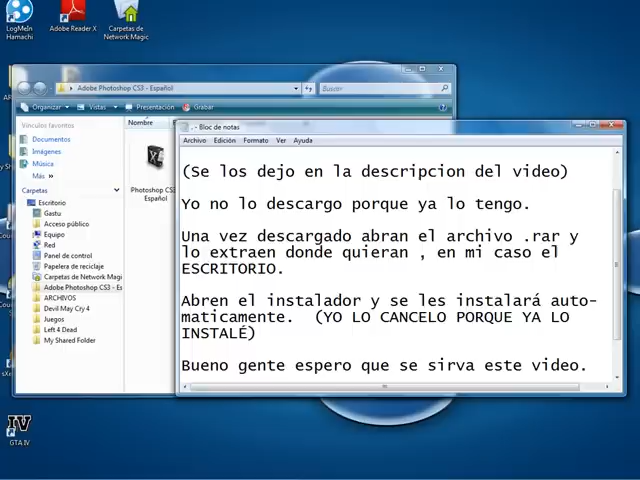 LogMeIn
Hamachi
Adobe Reader X
Carpetas de
Network Magic
Adobe Photoshop CS3 - Español
Buscar
Organizar
Vistas
Presentación
Grabar
Vínculos favoritos
Documentos
Imágenes
Música
Más »
Carpetas
Escritorio
Gastu
Acceso público
Equipo
Red
Panel de control
Papelera de reciclaje
Carpetas de Network Magi
Adobe Photoshop CS3 - Es
ARCHIVOS
Devil May Cry 4
Juegos
Left 4 Dead
My Shared Folder
Nombre
Photoshop CS3
Español
. - Bloc de notas
Archivo Edición Formato Ver Ayuda
(Se los dejo en la descripcion del video)
Yo no lo descargo porque ya lo tengo.
Una vez descargado abran el archivo .rar y
lo extraen donde quieran , en mi caso el
ESCRITORIO.
Abren el instalador y se les instalará auto-
maticamente. (YO LO CANCELO PORQUE YA LO
INSTALÉ)
Bueno gente espero que se sirva este video.
IV
GTA IV